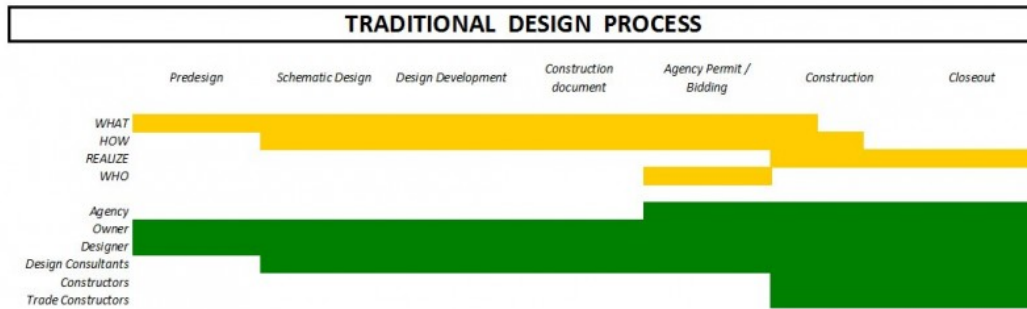 TRADITIONAL DESIGN PROCESS
Predesign
Schematic Design
Design Development
Construction
document
Agency Permit /
Bidding
Construction
Closeout
WHAT
HOW
REALIZE
WHO
Agency
Owner
Designer
Design Consultants
Constructors
Trade Constructors